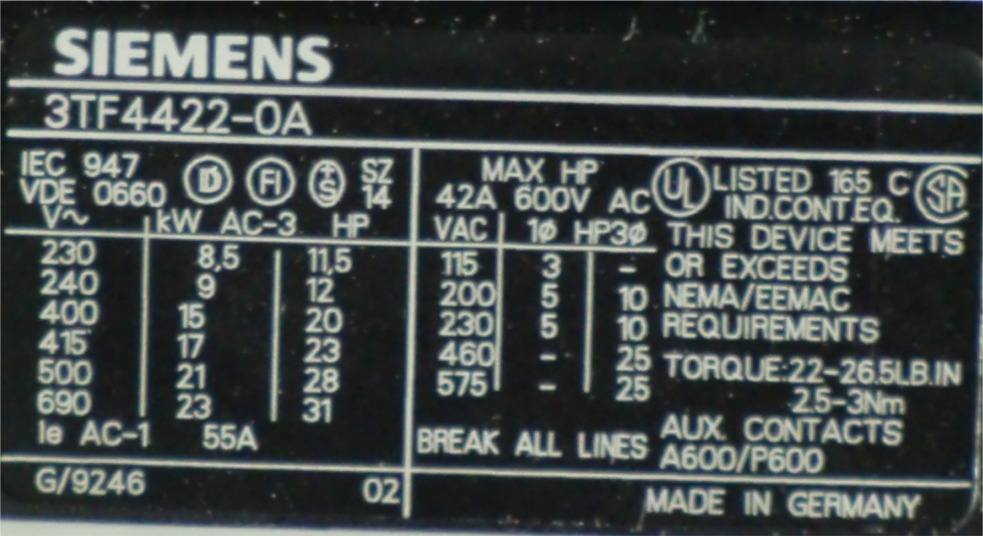 SIEMENS
3TF4422-0A
IEC 947
VDE 0660
D FI S SZ
14
V~ kW AC-3 HP
230 8,5 11,5
240 9 12
400 15 20
415 17 23
500 21 28
690 23 31
Ie AC-1 55A
G/9246 02
MAX HP
42A 600V AC
VAC 1Ø HP3Ø
115 3 -
200 5 10
230 5 10
460 - 25
575 - 25
BREAK ALL LINES
UL LISTED 165 C SA
IND.CONT.EQ.
THIS DEVICE MEETS
OR EXCEEDS
NEMA/EEMAC
REQUIREMENTS
TORQUE:22-26.5LB.IN
2.5-3Nm
AUX. CONTACTS
A600/P600
MADE IN GERMANY